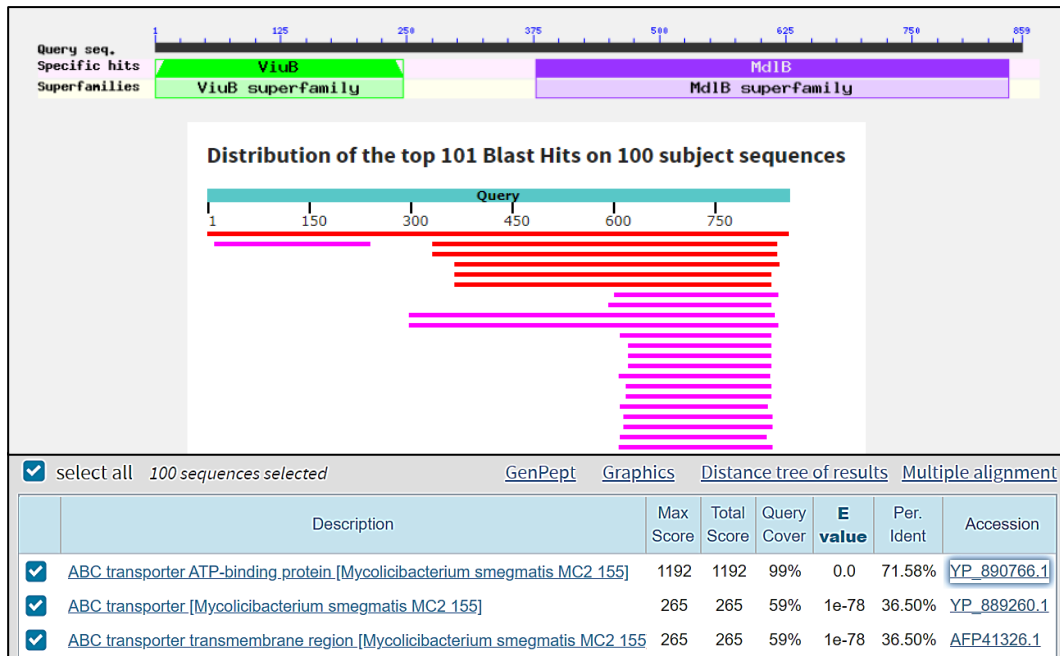 1 125 250 375 500 625 750 859
Query seq.
Specific hits ViuB MdlB
Superfamilies ViuB superfamily MdlB superfamily
Distribution of the top 101 Blast Hits on 100 subject sequences
Query
1 150 300 450 600 750
select all 100 sequences selected GenPept Graphics Distance tree of results Multiple alignment
Description Max Score Total Score Query Cover E value Per. Ident Accession
ABC transporter ATP-binding protein [Mycolicibacterium smegmatis MC2 155] 1192 1192 99% 0.0 71.58% YP_890766.1
ABC transporter [Mycolicibacterium smegmatis MC2 155] 265 265 59% 1e-78 36.50% YP_889260.1
ABC transporter transmembrane region [Mycolicibacterium smegmatis MC2 155 265 265 59% 1e-78 36.50% AFP41326.1